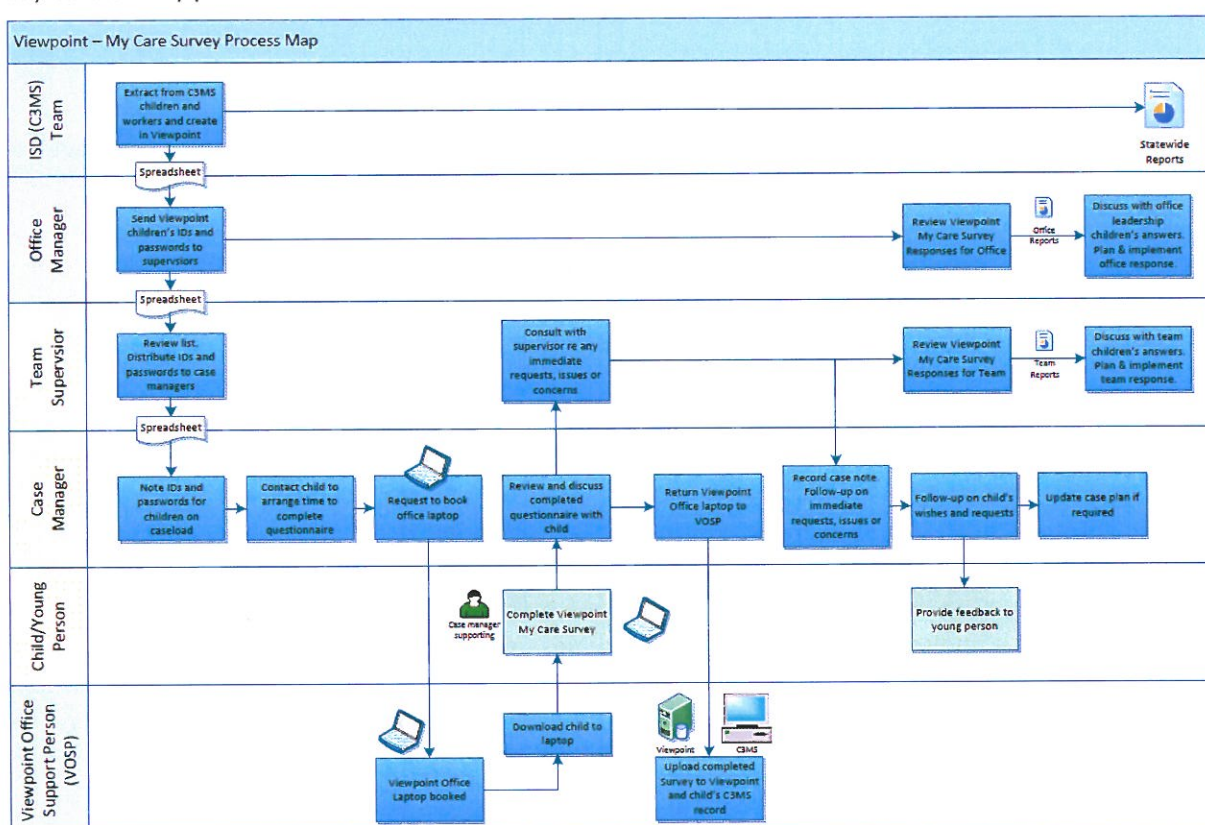 Viewpoint – My Care Survey Process Map
ISD (C3MS)
Team
Extract from C3MS
children and
workers and create
in Viewpoint
Statewide
Reports
Spreadsheet
Office
Manager
Send Viewpoint
children's IDs and
passwords to
supervsiors
Review Viewpoint
My Care Survey
Responses for Office
Office
Reports
Discuss with office
leadership
children's answers.
Plan & implement
office response.
Spreadsheet
Team
Supervsior
Review list.
Distribute IDs and
passwords to case
managers
Consult with
supervisor re any
immediate
requests, issues or
concerns
Review Viewpoint
My Care Survey
Responses for Team
Team
Reports
Discuss with team
children's answers.
Plan & implement
team response.
Spreadsheet
Case
Manager
Note IDs and
passwords for
children on
caseload
Contact child to
arrange time to
complete
questionnaire
Request to book
office laptop
Review and discuss
completed
questionnaire with
child
Return Viewpoint
Office laptop to
VOSP
Record case note.
Follow-up on
immediate
requests, issues or
concerns
Follow-up on child's
wishes and requests
Update case plan if
required
Child/Young
Person
Case manager
supporting
Complete Viewpoint
My Care Survey
Provide feedback to
young person
Viewpoint Office
Support Person
(VOSP)
Viewpoint Office
Laptop booked
Download child to
laptop
Viewpoint
C3MS
Upload completed
Survey to Viewpoint
and child's C3MS
record